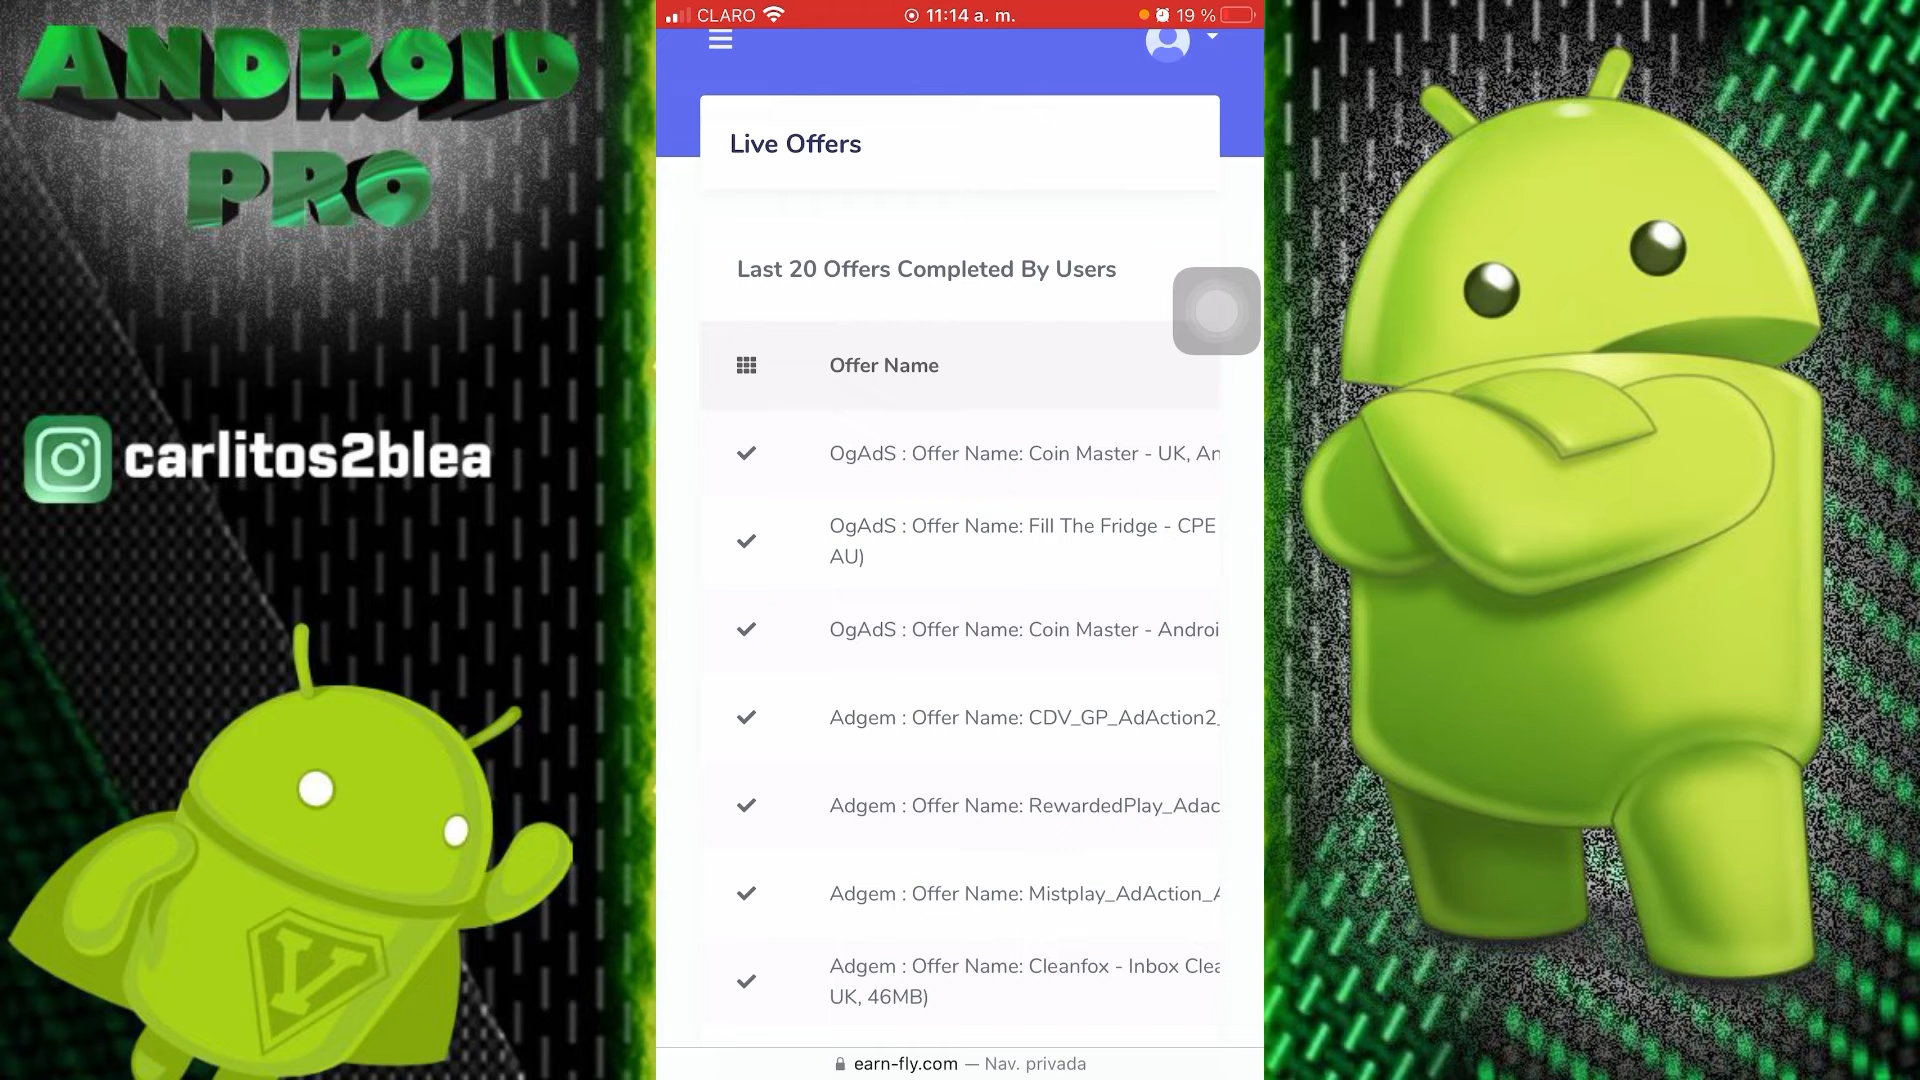 ANDROID
PRO
carlitos2blea
CLARO
11:14 a. m.
19 %
Live Offers
Last 20 Offers Completed By Users
Offer Name
OgAdS : Offer Name: Coin Master - UK, An
OgAdS : Offer Name: Fill The Fridge - CPE
AU)
OgAdS : Offer Name: Coin Master - Androi
Adgem : Offer Name: CDV_GP_AdAction2_
Adgem : Offer Name: RewardedPlay_Adac
Adgem : Offer Name: Mistplay_AdAction_A
Adgem : Offer Name: Cleanfox - Inbox Clea
UK, 46MB)
earn-fly.com — Nav. privada
V